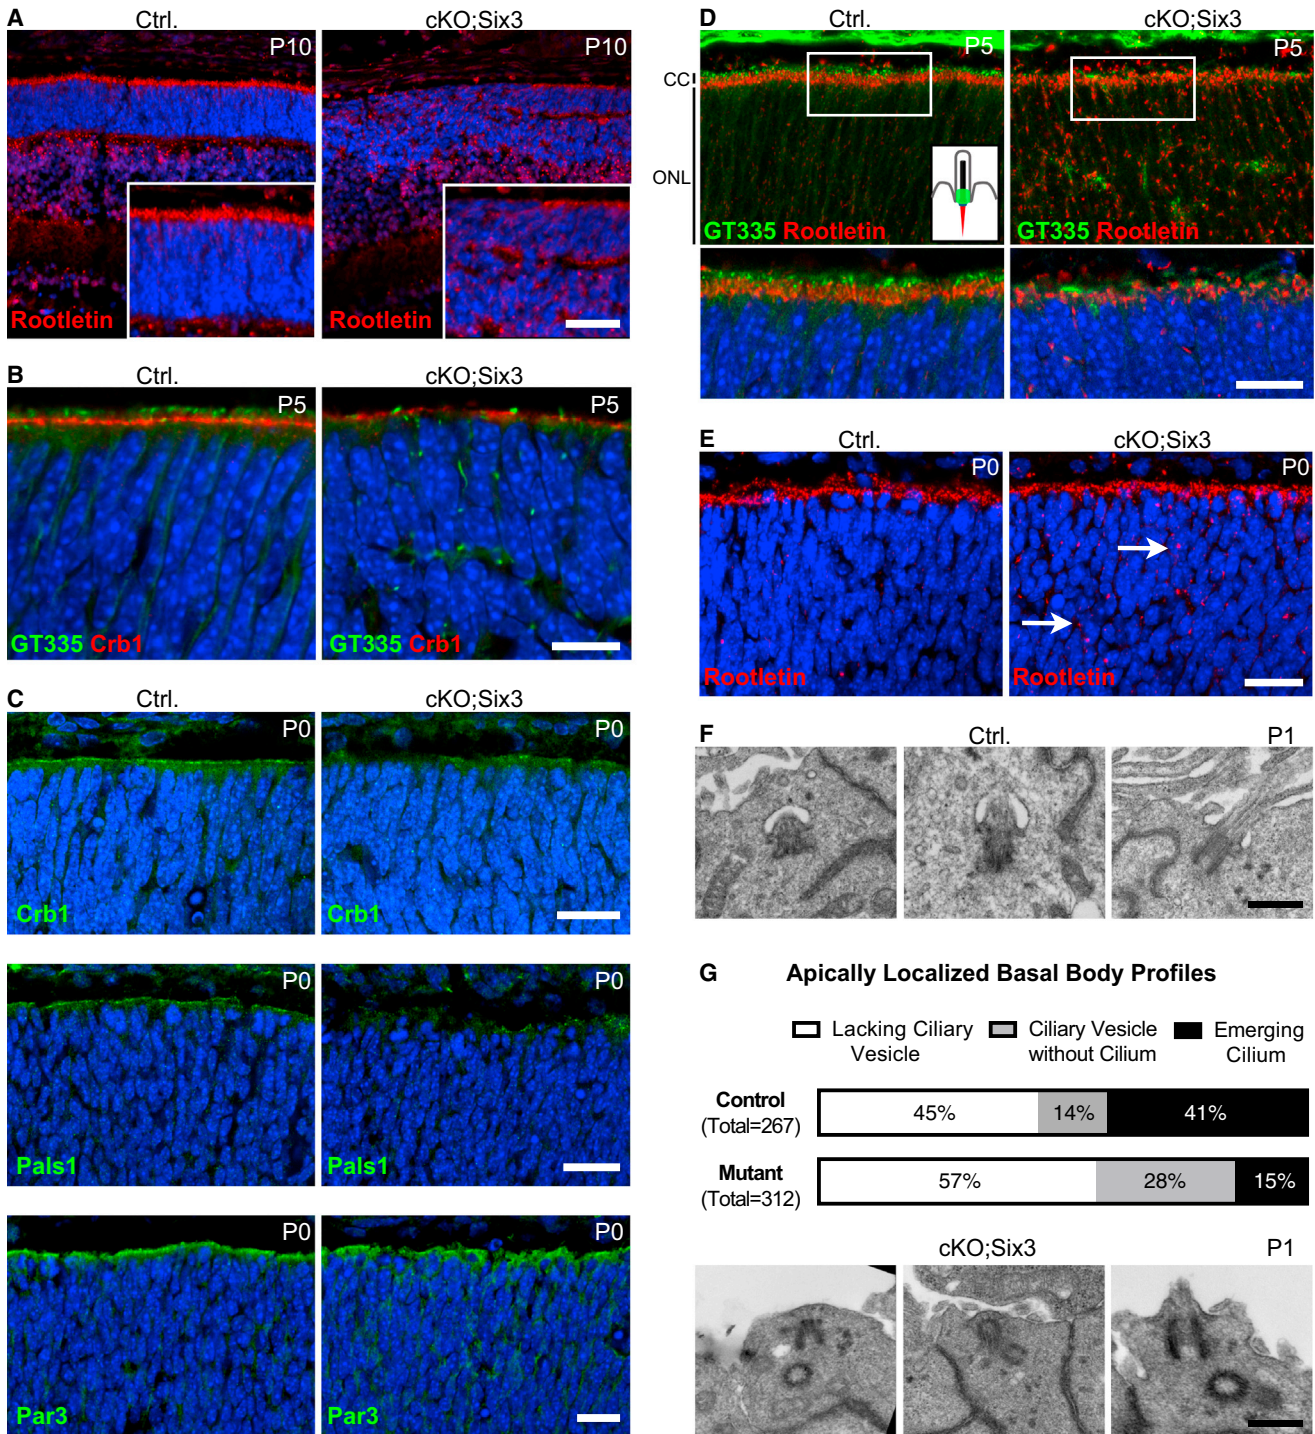 A
Ctrl.
cKO;Six3
P10
P10
Rootletin
Rootletin
B
Ctrl.
cKO;Six3
P5
P5
GT335 Crb1
GT335 Crb1
C
Ctrl.
cKO;Six3
P0
P0
Crb1
Crb1
P0
P0
Pals1
Pals1
P0
P0
Par3
Par3
D
Ctrl.
cKO;Six3
P5
P5
CC
ONL
GT335 Rootletin
GT335 Rootletin
E
Ctrl.
cKO;Six3
P0
P0
Rootletin
Rootletin
F
Ctrl.
P1
G
Apically Localized Basal Body Profiles
Lacking Ciliary
Vesicle
Ciliary Vesicle
without Cilium
Emerging
Cilium
Control
(Total=267)
45%
14%
41%
Mutant
(Total=312)
57%
28%
15%
cKO;Six3
P1